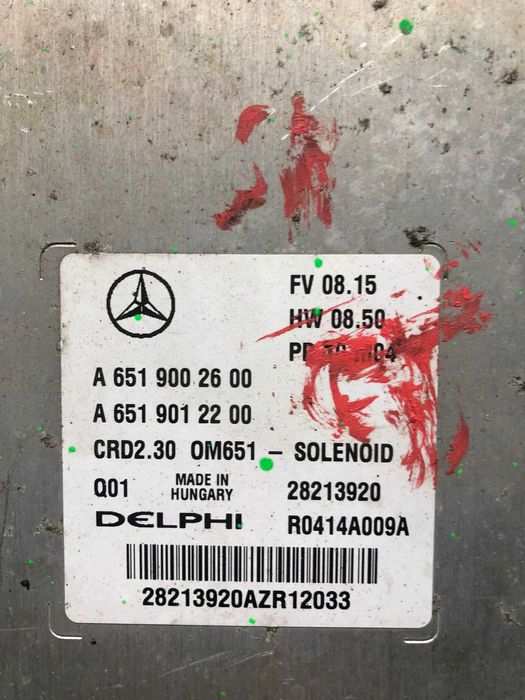 FV 08.15
HW 08.50
A 651 900 26 00
A 651 901 22 00
CRD2.30 OM651 – SOLENOID
Q01 MADE IN HUNGARY 28213920
DELPHI R0414A009A
28213920AZR12033